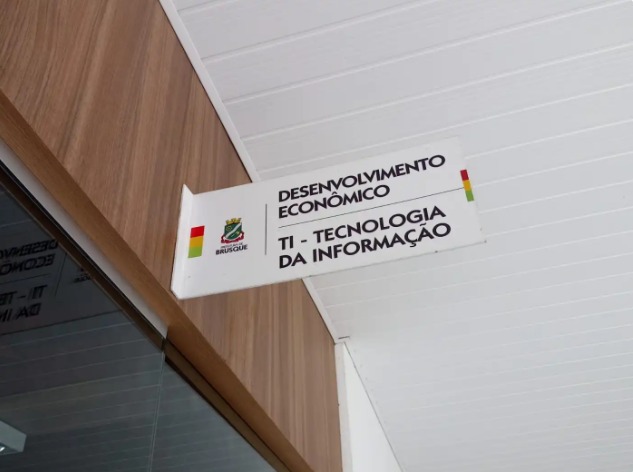 DESENVOLVIMENTO
ECONÔMICO
TI - TECNOLOGIA
DA INFORMAÇÃO
BRUSQUE